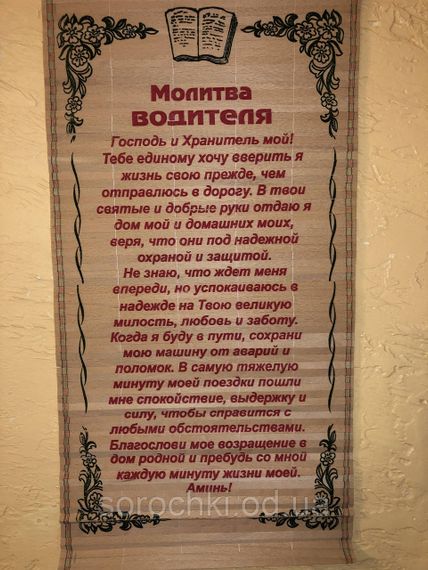 Молитва
водителя
Господь и Хранитель мой!
Тебе единому хочу вверить я
жизнь свою прежде, чем
отправлюсь в дорогу. В твои
святые и добрые руки отдаю я
дом мой и домашних моих,
веря, что они под надежной
охраной и защитой.
Не знаю, что ждет меня
впереди, но успокаиваюсь в
надежде на Твою великую
милость, любовь и заботу.
Когда я буду в пути, сохрани
мою машину от аварий и
поломок. В самую тяжелую
минуту моей поездки пошли
мне спокойствие, выдержку и
силу, чтобы справится с
любыми обстоятельствами.
Благослови мое возращение в
дом родной и пребудь со мной
каждую минуту жизни моей.
Аминь!
sorochki.od.ua